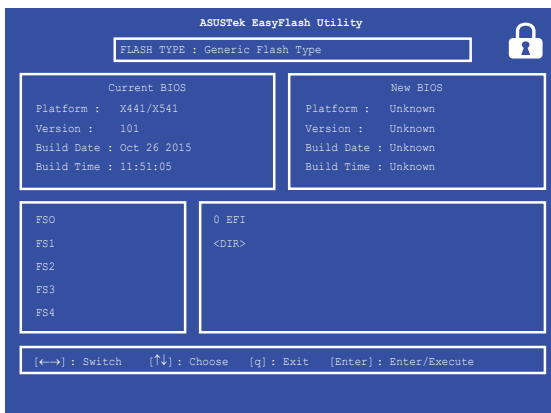 ASUSTek EasyFlash Utility
FLASH TYPE : Generic Flash Type
Current BIOS
Platform : X441/X541
Version : 101
Build Date : Oct 26 2015
Build Time : 11:51:05
New BIOS
Platform : Unknown
Version : Unknown
Build Date : Unknown
Build Time : Unknown
FSO
FS1
FS2
FS3
FS4
0 EFI
<DIR>
[←→] : Switch [↑↓] : Choose [q] : Exit [Enter] : Enter/Execute